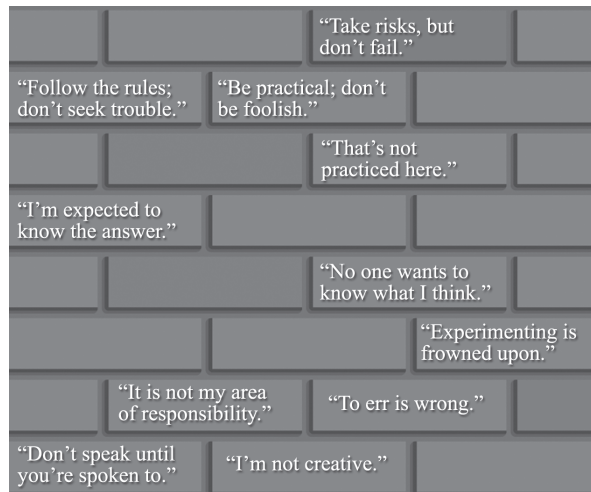 “Take risks, but
don’t fail.”
“Follow the rules;
don’t seek trouble.”
“Be practical; don’t
be foolish.”
“That’s not
practiced here.”
“I’m expected to
know the answer.”
“No one wants to
know what I think.”
“Experimenting is
frowned upon.”
“It is not my area
of responsibility.”
“To err is wrong.”
“Don’t speak until
you’re spoken to.”
“I’m not creative.”